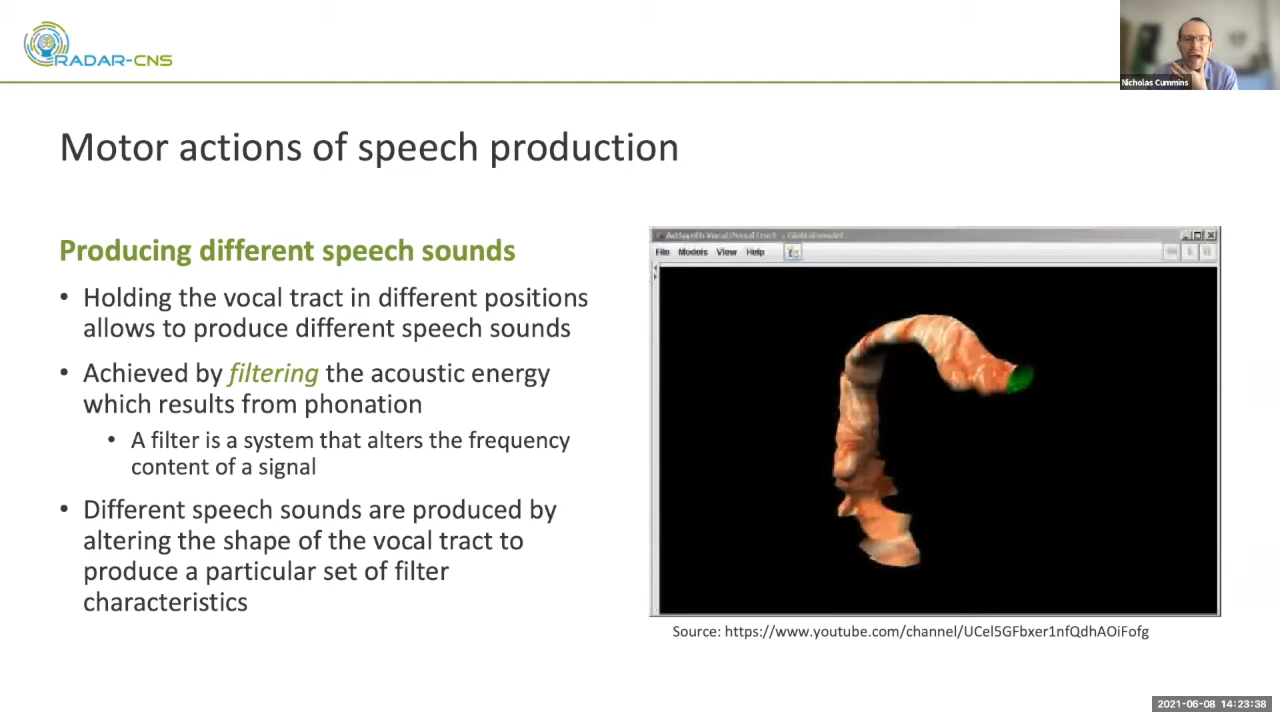 RADAR-CNS
Nicholas Cummins
Motor actions of speech production
Producing different speech sounds
• Holding the vocal tract in different positions
allows to produce different speech sounds
• Achieved by filtering the acoustic energy
which results from phonation
• A filter is a system that alters the frequency
content of a signal
• Different speech sounds are produced by
altering the shape of the vocal tract to
produce a particular set of filter
characteristics
File Models View Help
Source: https://www.youtube.com/channel/UCel5GFbxer1nfQdhAOiFofg
2021-06-08 14:23:38